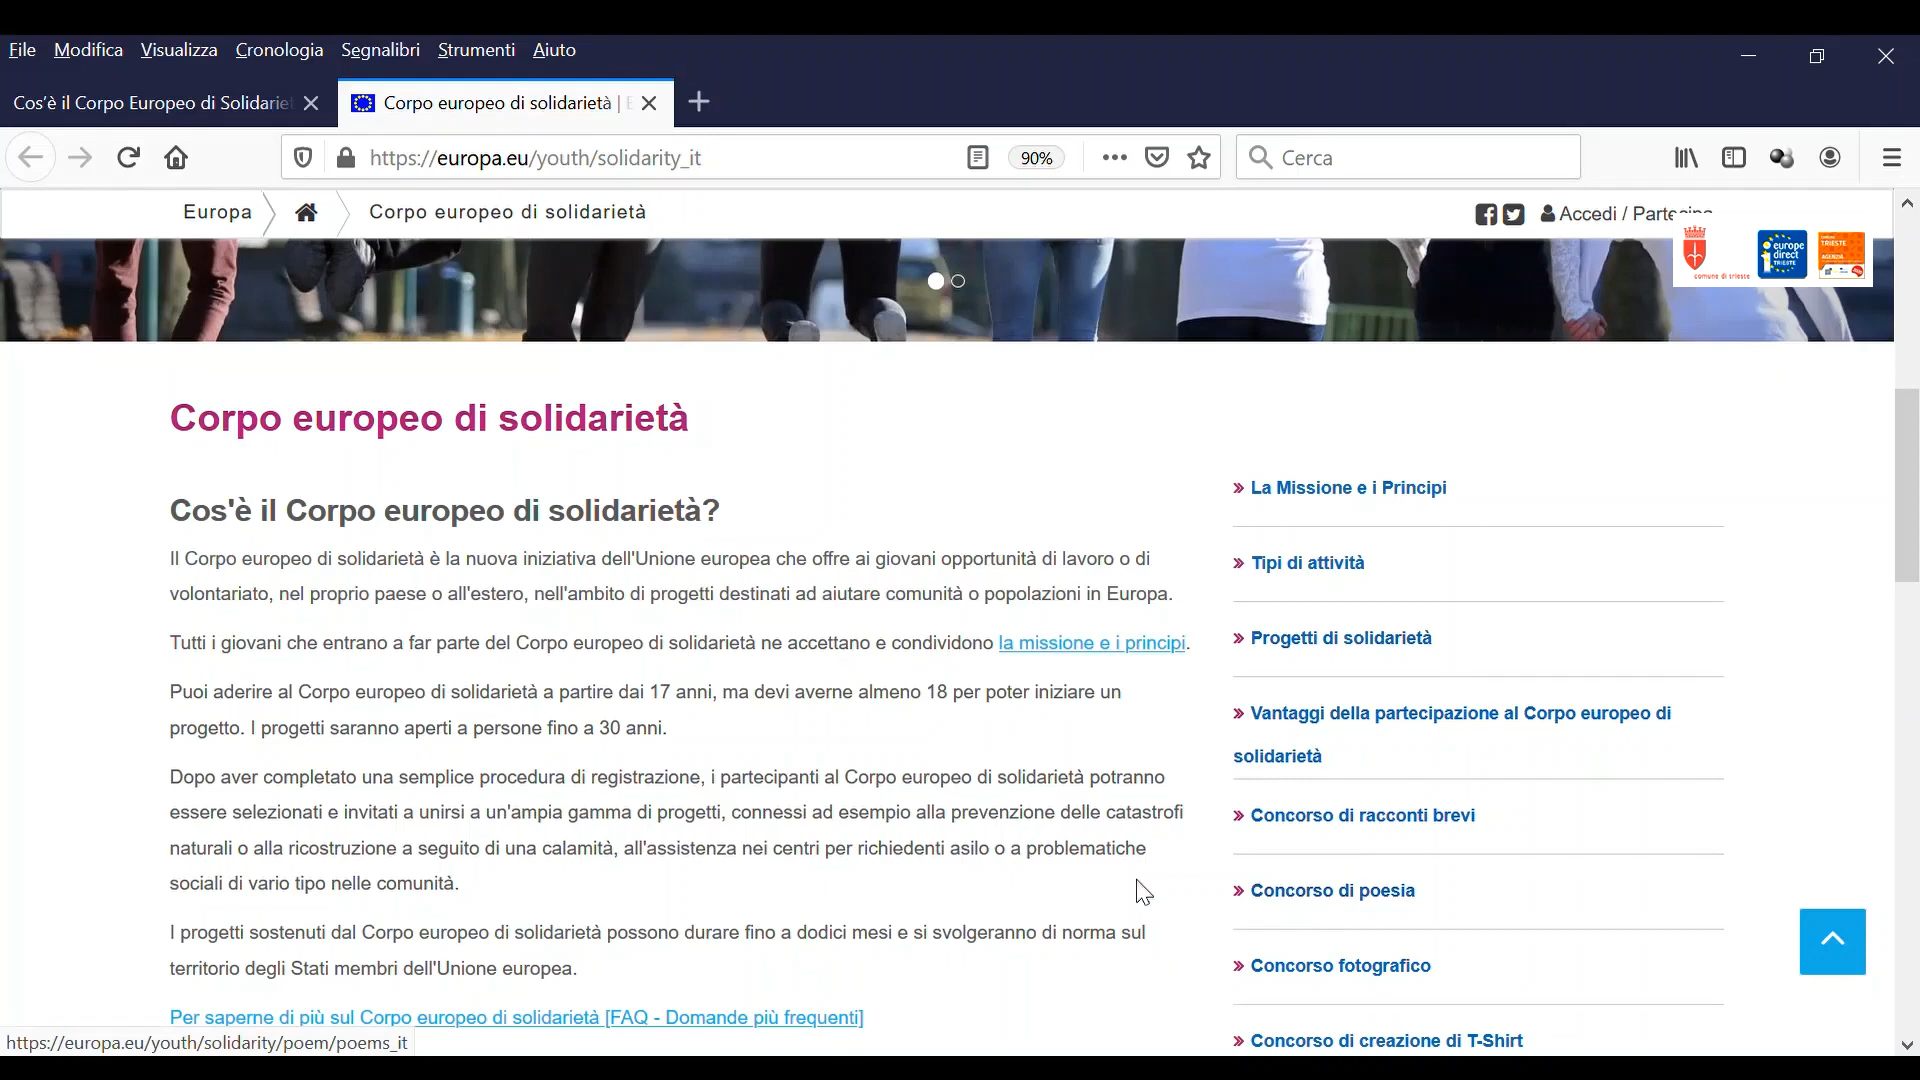 File Modifica Visualizza Cronologia Segnalibri Strumenti Aiuto
Cos'è il Corpo Europeo di Solidarie
Corpo europeo di solidarietà |
https://europa.eu/youth/solidarity_it
90%
Cerca
Europa
Corpo europeo di solidarietà
Accedi / Partecipa
comune di trieste
europe
direct
TRIESTE
TRIESTE
AGENZIA
Corpo europeo di solidarietà
Cos'è il Corpo europeo di solidarietà?
Il Corpo europeo di solidarietà è la nuova iniziativa dell'Unione europea che offre ai giovani opportunità di lavoro o di
volontariato, nel proprio paese o all'estero, nell'ambito di progetti destinati ad aiutare comunità o popolazioni in Europa.
Tutti i giovani che entrano a far parte del Corpo europeo di solidarietà ne accettano e condividono la missione e i principi.
Puoi aderire al Corpo europeo di solidarietà a partire dai 17 anni, ma devi averne almeno 18 per poter iniziare un
progetto. I progetti saranno aperti a persone fino a 30 anni.
Dopo aver completato una semplice procedura di registrazione, i partecipanti al Corpo europeo di solidarietà potranno
essere selezionati e invitati a unirsi a un'ampia gamma di progetti, connessi ad esempio alla prevenzione delle catastrofi
naturali o alla ricostruzione a seguito di una calamità, all'assistenza nei centri per richiedenti asilo o a problematiche
sociali di vario tipo nelle comunità.
I progetti sostenuti dal Corpo europeo di solidarietà possono durare fino a dodici mesi e si svolgeranno di norma sul
territorio degli Stati membri dell'Unione europea.
Per saperne di più sul Corpo europeo di solidarietà [FAQ - Domande più frequenti]
» La Missione e i Principi
» Tipi di attività
» Progetti di solidarietà
» Vantaggi della partecipazione al Corpo europeo di
solidarietà
» Concorso di racconti brevi
» Concorso di poesia
» Concorso fotografico
» Concorso di creazione di T-Shirt
https://europa.eu/youth/solidarity/poem/poems_it